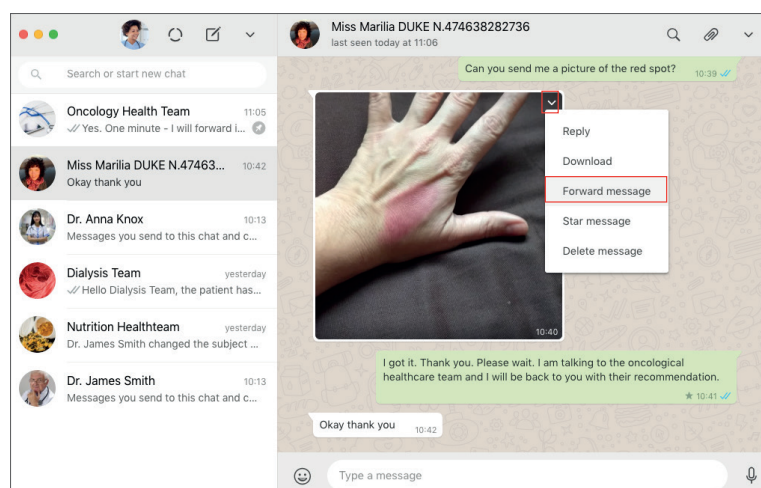 Search or start new chat
Oncology Health Team 11:05
Yes. One minute - I will forward i...
Miss Marilia DUKE N.47463... 10:42
Okay thank you
Dr. Anna Knox 10:13
Messages you send to this chat and c...
Dialysis Team yesterday
Hello Dialysis Team, the patient has...
Nutrition Healthteam yesterday
Dr. James Smith changed the subject ...
Dr. James Smith 10:13
Messages you send to this chat and c...
Miss Marilia DUKE N.474638282736
last seen today at 11:06
Can you send me a picture of the red spot? 10:39
Reply
Download
Forward message
Star message
Delete message
10:40
I got it. Thank you. Please wait. I am talking to the oncological
healthcare team and I will be back to you with their recommendation.
10:41
Okay thank you 10:42
Type a message